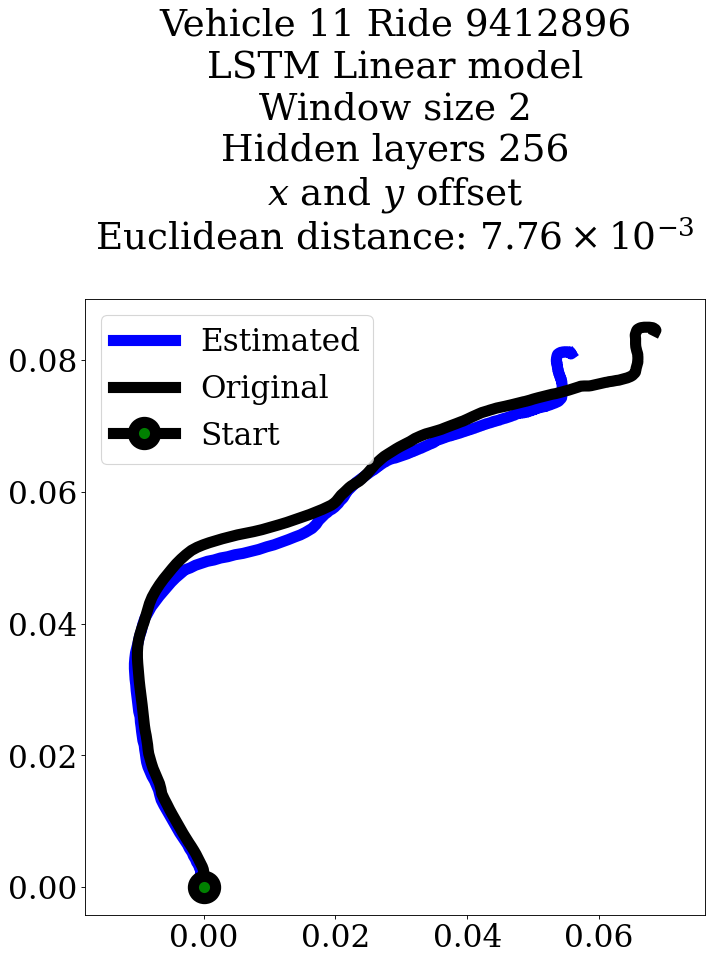 Vehicle 11 Ride 9412896
LSTM Linear model
Window size 2
Hidden layers 256
x and y offset
Euclidean distance: 7.76 × 10⁻³
Estimated
Original
Start
0.08
0.06
0.04
0.02
0.00
0.00 0.02 0.04 0.06